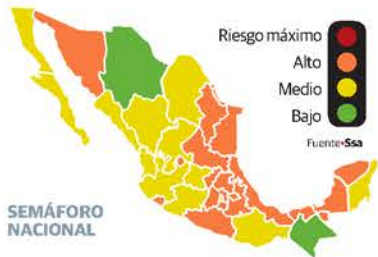 Riesgo máximo
Alto
Medio
Bajo
Fuente•Ssa
SEMÁFORO
NACIONAL